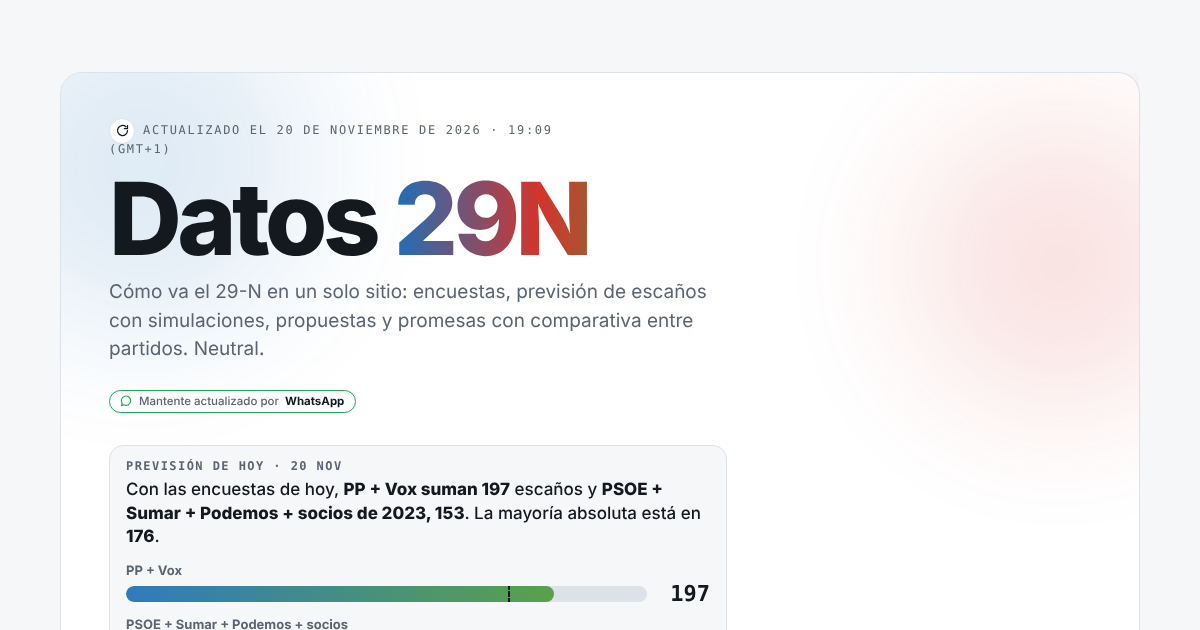 ACTUALIZADO EL 20 DE NOVIEMBRE DE 2026 · 19:09
(GMT+1)
Datos 29N
Cómo va el 29-N en un solo sitio: encuestas, previsión de escaños
con simulaciones, propuestas y promesas con comparativa entre
partidos. Neutral.
Mantente actualizado por WhatsApp
PREVISIÓN DE HOY · 20 NOV
Con las encuestas de hoy, PP + Vox suman 197 escaños y PSOE +
Sumar + Podemos + socios de 2023, 153. La mayoría absoluta está en
176.
PP + Vox
197
PSOE + Sumar + Podemos + socios